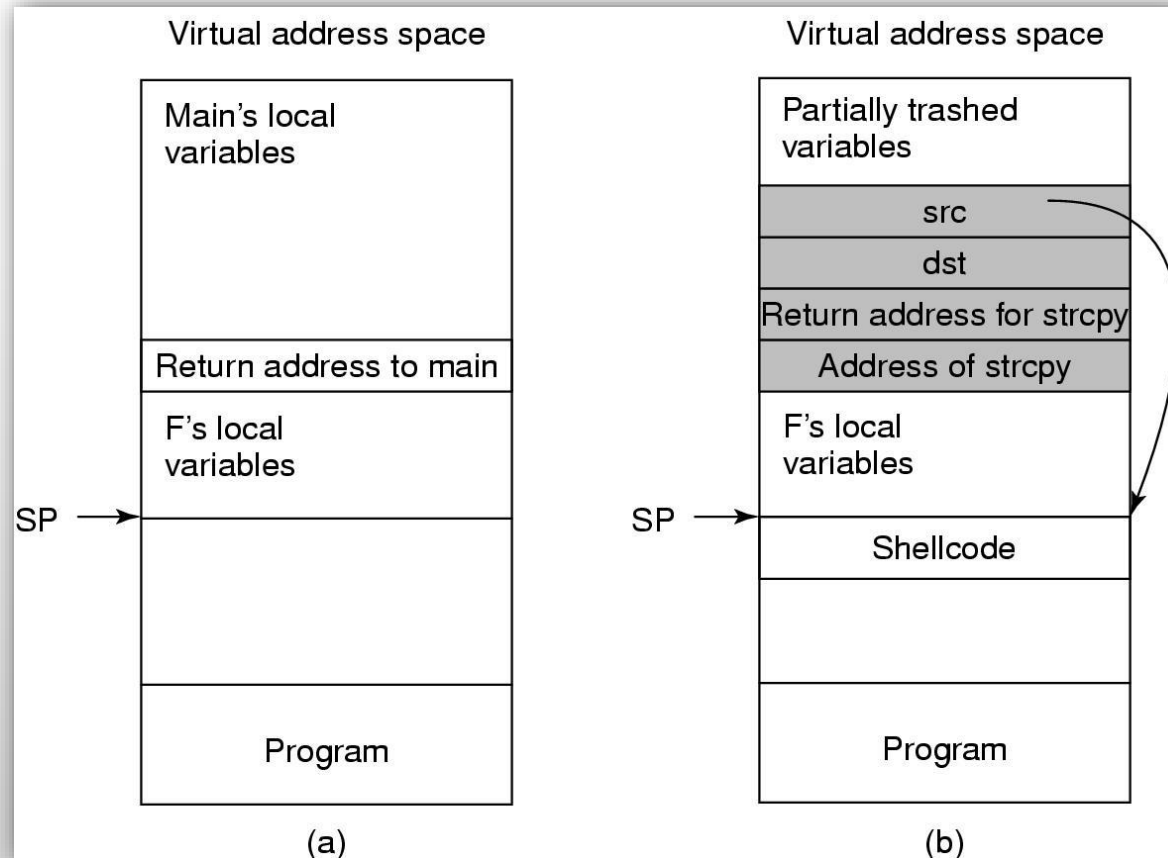 Virtual address space
Main's local
variables
Return address to main
F's local
variables
SP
Program
(a)
Virtual address space
Partially trashed
variables
src
dst
Return address for strcpy
Address of strcpy
F's local
variables
SP
Shellcode
Program
(b)